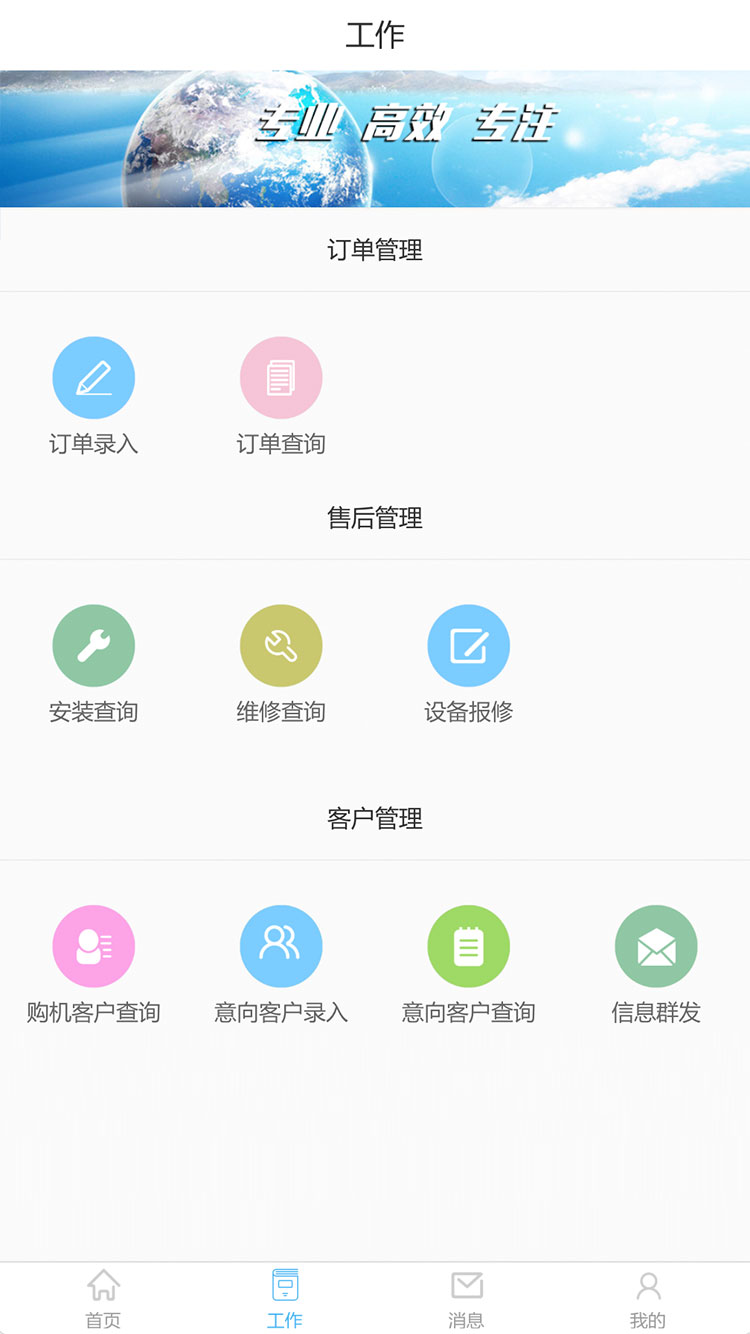 工作
专业 高效 专注
订单管理
订单录入 订单查询
售后管理
安装查询 维修查询 设备报修
客户管理
购机客户查询 意向客户录入 意向客户查询 信息群发
首页 工作 消息 我的